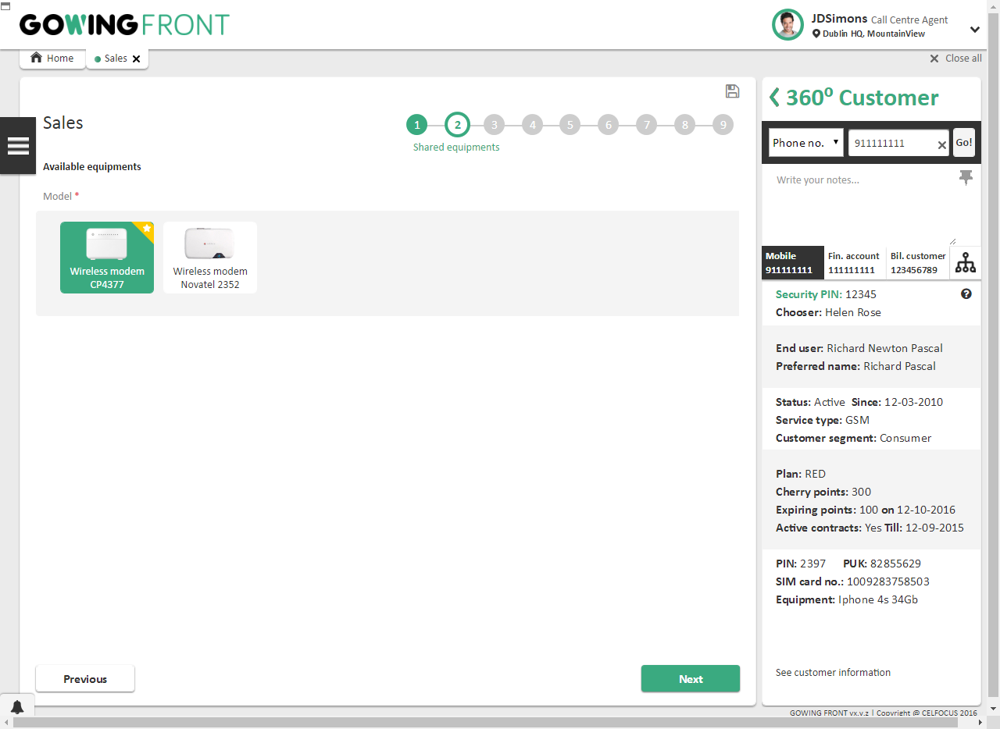 GOWING FRONT
JDSimons Call Centre Agent
Dublin HQ, MountainView
Home
Sales
Close all
Sales
1 2 3 4 5 6 7 8 9
Shared equipments
Available equipments
Model *
Wireless modem
CP4377
Wireless modem
Novatel 2352
Previous
Next
360º Customer
Phone no.
911111111
Go!
Write your notes...
Mobile
911111111
Fin. account
111111111
Bil. customer
123456789
Security PIN: 12345
Chooser: Helen Rose
End user: Richard Newton Pascal
Preferred name: Richard Pascal
Status: Active Since: 12-03-2010
Service type: GSM
Customer segment: Consumer
Plan: RED
Cherry points: 300
Expiring points: 100 on 12-10-2016
Active contracts: Yes Till: 12-09-2015
PIN: 2397 PUK: 82855629
SIM card no.: 1009283758503
Equipment: Iphone 4s 34Gb
See customer information
GOWING FRONT vx.v.z | Copyright @ CELFOCUS 2016